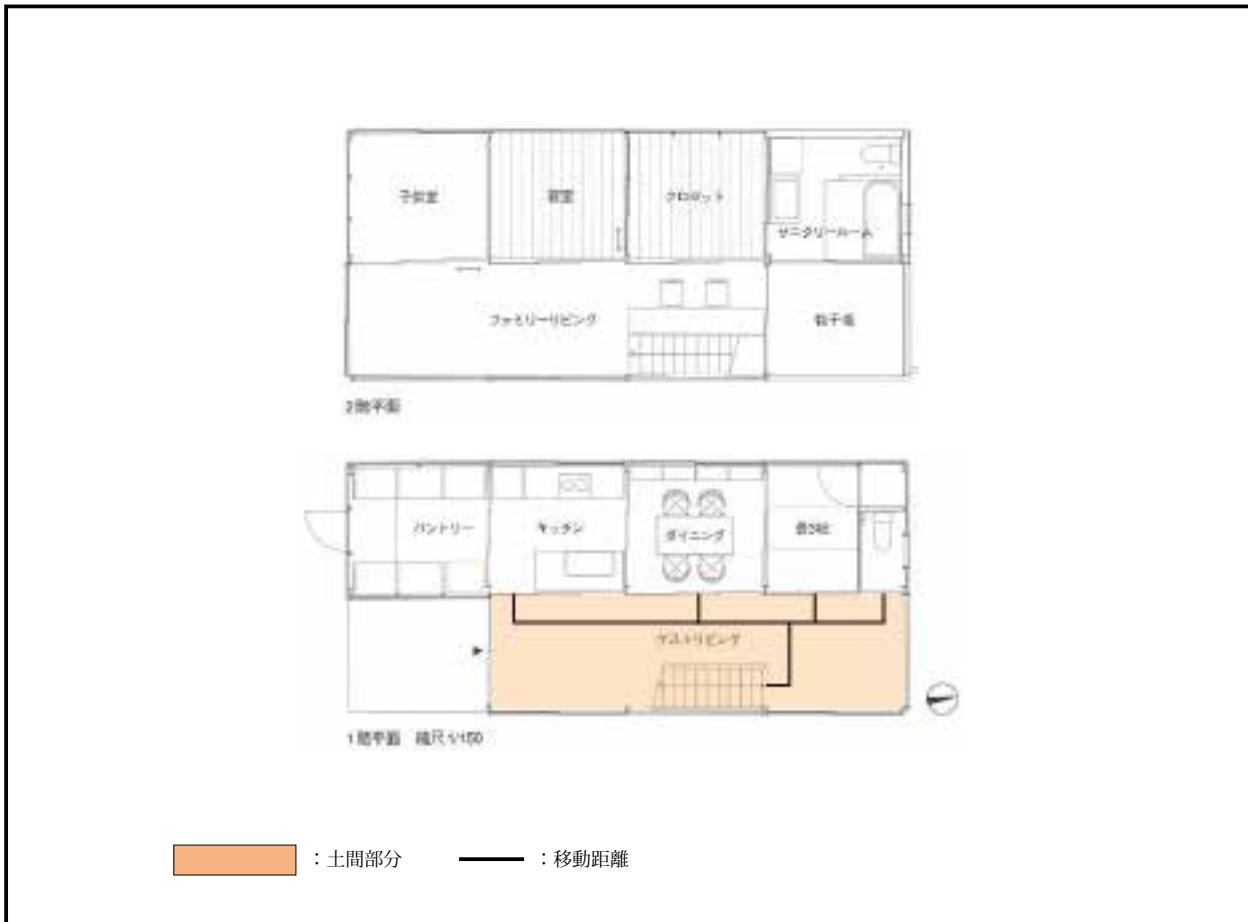 子供室
寝室
クロゼット
サニタリールーム
ファミリーリビング
物干場
2階平面
パントリー
キッチン
ダイニング
ゲストリビング
1階平面 縮尺1/150
：土間部分
：移動距離